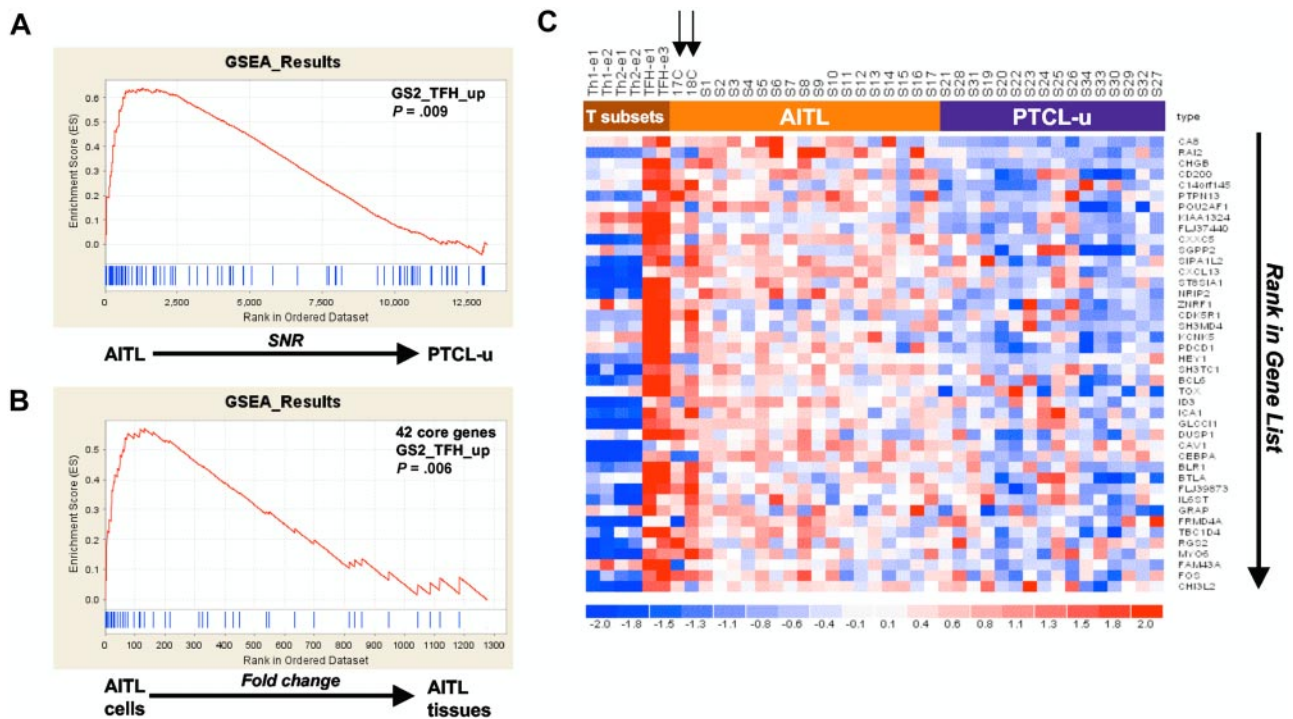 A
GSEA_Results
GS2_TFH_up
P = .009
Enrichment Score (ES)
0.6
0.5
0.4
0.3
0.2
0.1
0.0
0 2,500 5,000 7,500 10,000 12,500
Rank in Ordered Dataset
SNR
AITL PTCL-u
B
GSEA_Results
42 core genes
GS2_TFH_up
P = .006
Enrichment Score (ES)
0.5
0.4
0.3
0.2
0.1
0.0
0 100 200 300 400 500 600 700 800 900 1000 1100 1200 1300
Rank in Ordered Dataset
Fold change
AITL cells
AITL tissues
C
Th1-e1 Th1-e2 Th2-e1 Th2-e2 TFH-e1 TFH-e3 17C 18C S1 S2 S3 S4 S5 S6 S7 S8 S9 S10 S11 S12 S13 S14 S15 S16 S17 S21 S28 S31 S19 S20 S22 S23 S24 S25 S26 S34 S33 S30 S29 S32 S27
T subsets AITL PTCL-u type
CA8
RAI2
CHGB
CD200
C14orf145
PTPN13
POU2AF1
KIAA1324
FLJ37440
CXXC5
SGPP2
SIPA1L2
CXCL13
ST8SIA1
NRIP2
ZNRF1
CDK5R1
SH3MD4
KCNK5
PDCD1
HEY1
SH3TC1
BCL6
TOX
ID3
ICA1
GLCCI1
DUSP1
CAV1
CEBPA
BLR1
BTLA
FLJ39873
IL6ST
GRAP
FRMD4A
TBC1D4
RGS2
MYO6
FAM43A
FOS
CHI3L2
Rank in Gene List
-2.0 -1.8 -1.5 -1.3 -1.1 -0.8 -0.6 -0.4 -0.1 0.1 0.4 0.6 0.8 1.1 1.3 1.5 1.8 2.0